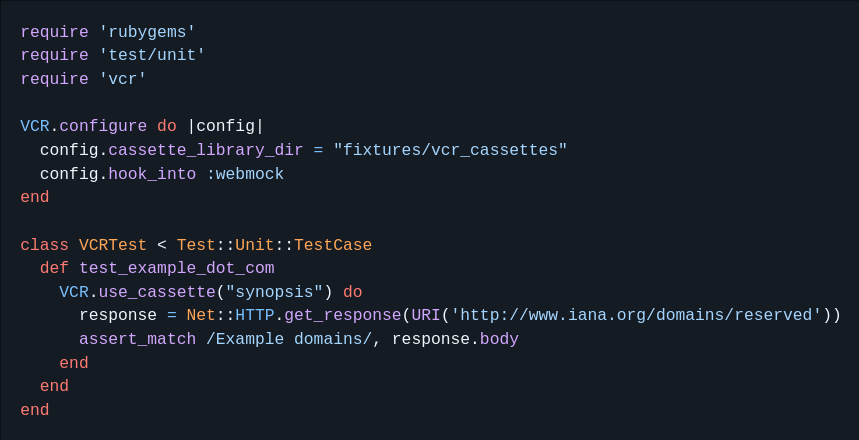 require 'rubygems'
require 'test/unit'
require 'vcr'

VCR.configure do |config|
  config.cassette_library_dir = "fixtures/vcr_cassettes"
  config.hook_into :webmock
end

class VCRTest < Test::Unit::TestCase
  def test_example_dot_com
    VCR.use_cassette("synopsis") do
      response = Net::HTTP.get_response(URI('http://www.iana.org/domains/reserved'))
      assert_match /Example domains/, response.body
    end
  end
end